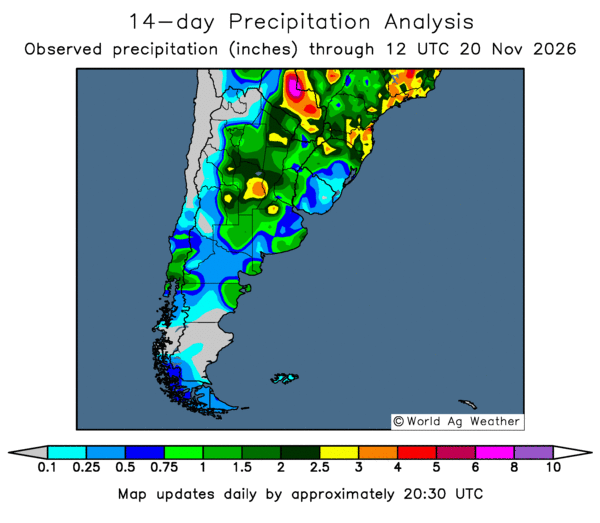 14-day Precipitation Analysis
Observed precipitation (inches) through 12 UTC 20 Nov 2026
© World Ag Weather
0.1 0.25 0.5 0.75 1 1.5 2 2.5 3 4 5 6 8 10
Map updates daily by approximately 20:30 UTC